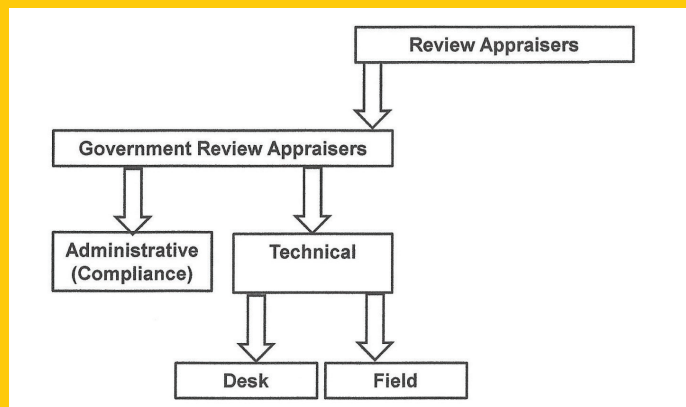 Review Appraisers
Government Review Appraisers
Administrative
(Compliance)
Technical
Desk
Field